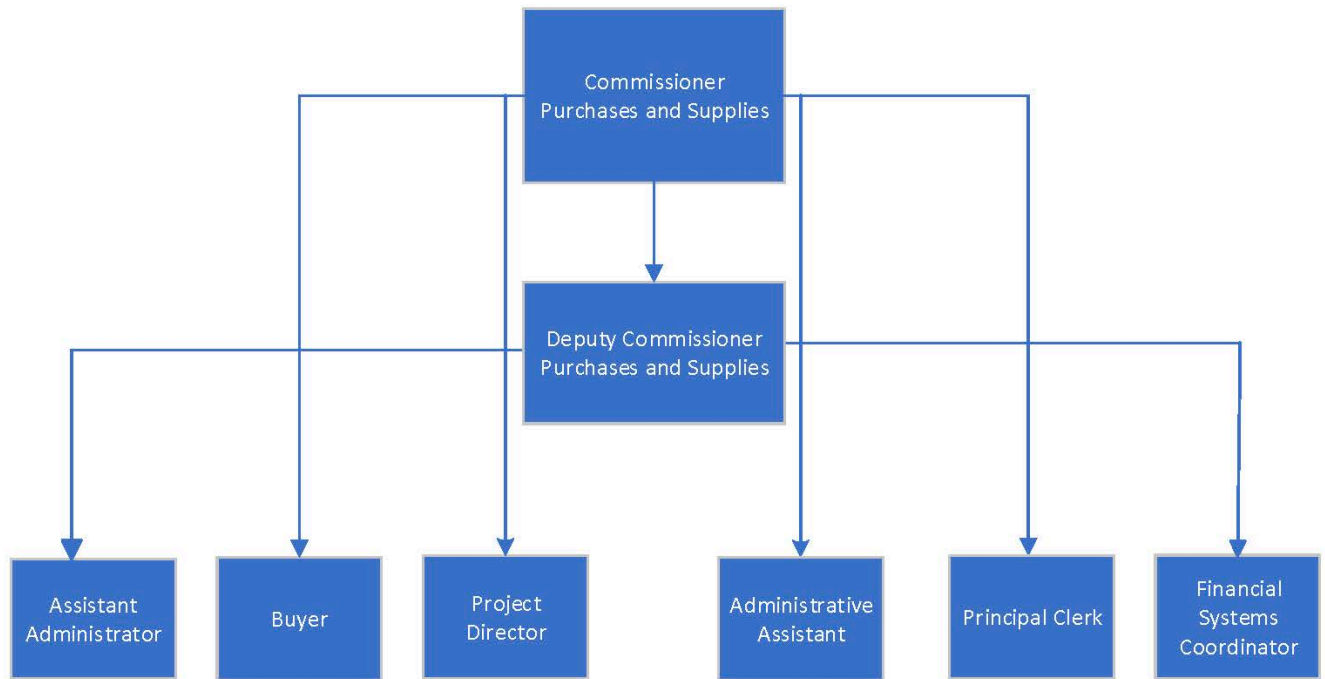 Commissioner
Purchases and Supplies
Deputy Commissioner
Purchases and Supplies
Assistant
Administrator
Buyer
Project
Director
Administrative
Assistant
Principal Clerk
Financial
Systems
Coordinator